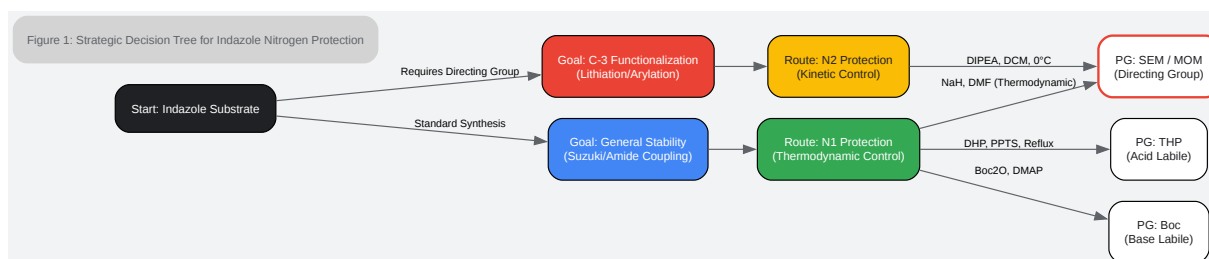 Figure 1: Strategic Decision Tree for Indazole Nitrogen Protection
Start: Indazole Substrate
Requires Directing Group
Standard Synthesis
Goal: C-3 Functionalization
(Lithiation/Arylation)
Goal: General Stability
(Suzuki/Amide Coupling)
Route: N2 Protection
(Kinetic Control)
Route: N1 Protection
(Thermodynamic Control)
DIPEA, DCM, 0°C
NaH, DMF (Thermodynamic)
DHP, PPTS, Reflux
Boc2O, DMAP
PG: SEM / MOM
(Directing Group)
PG: THP
(Acid Labile)
PG: Boc
(Base Labile)